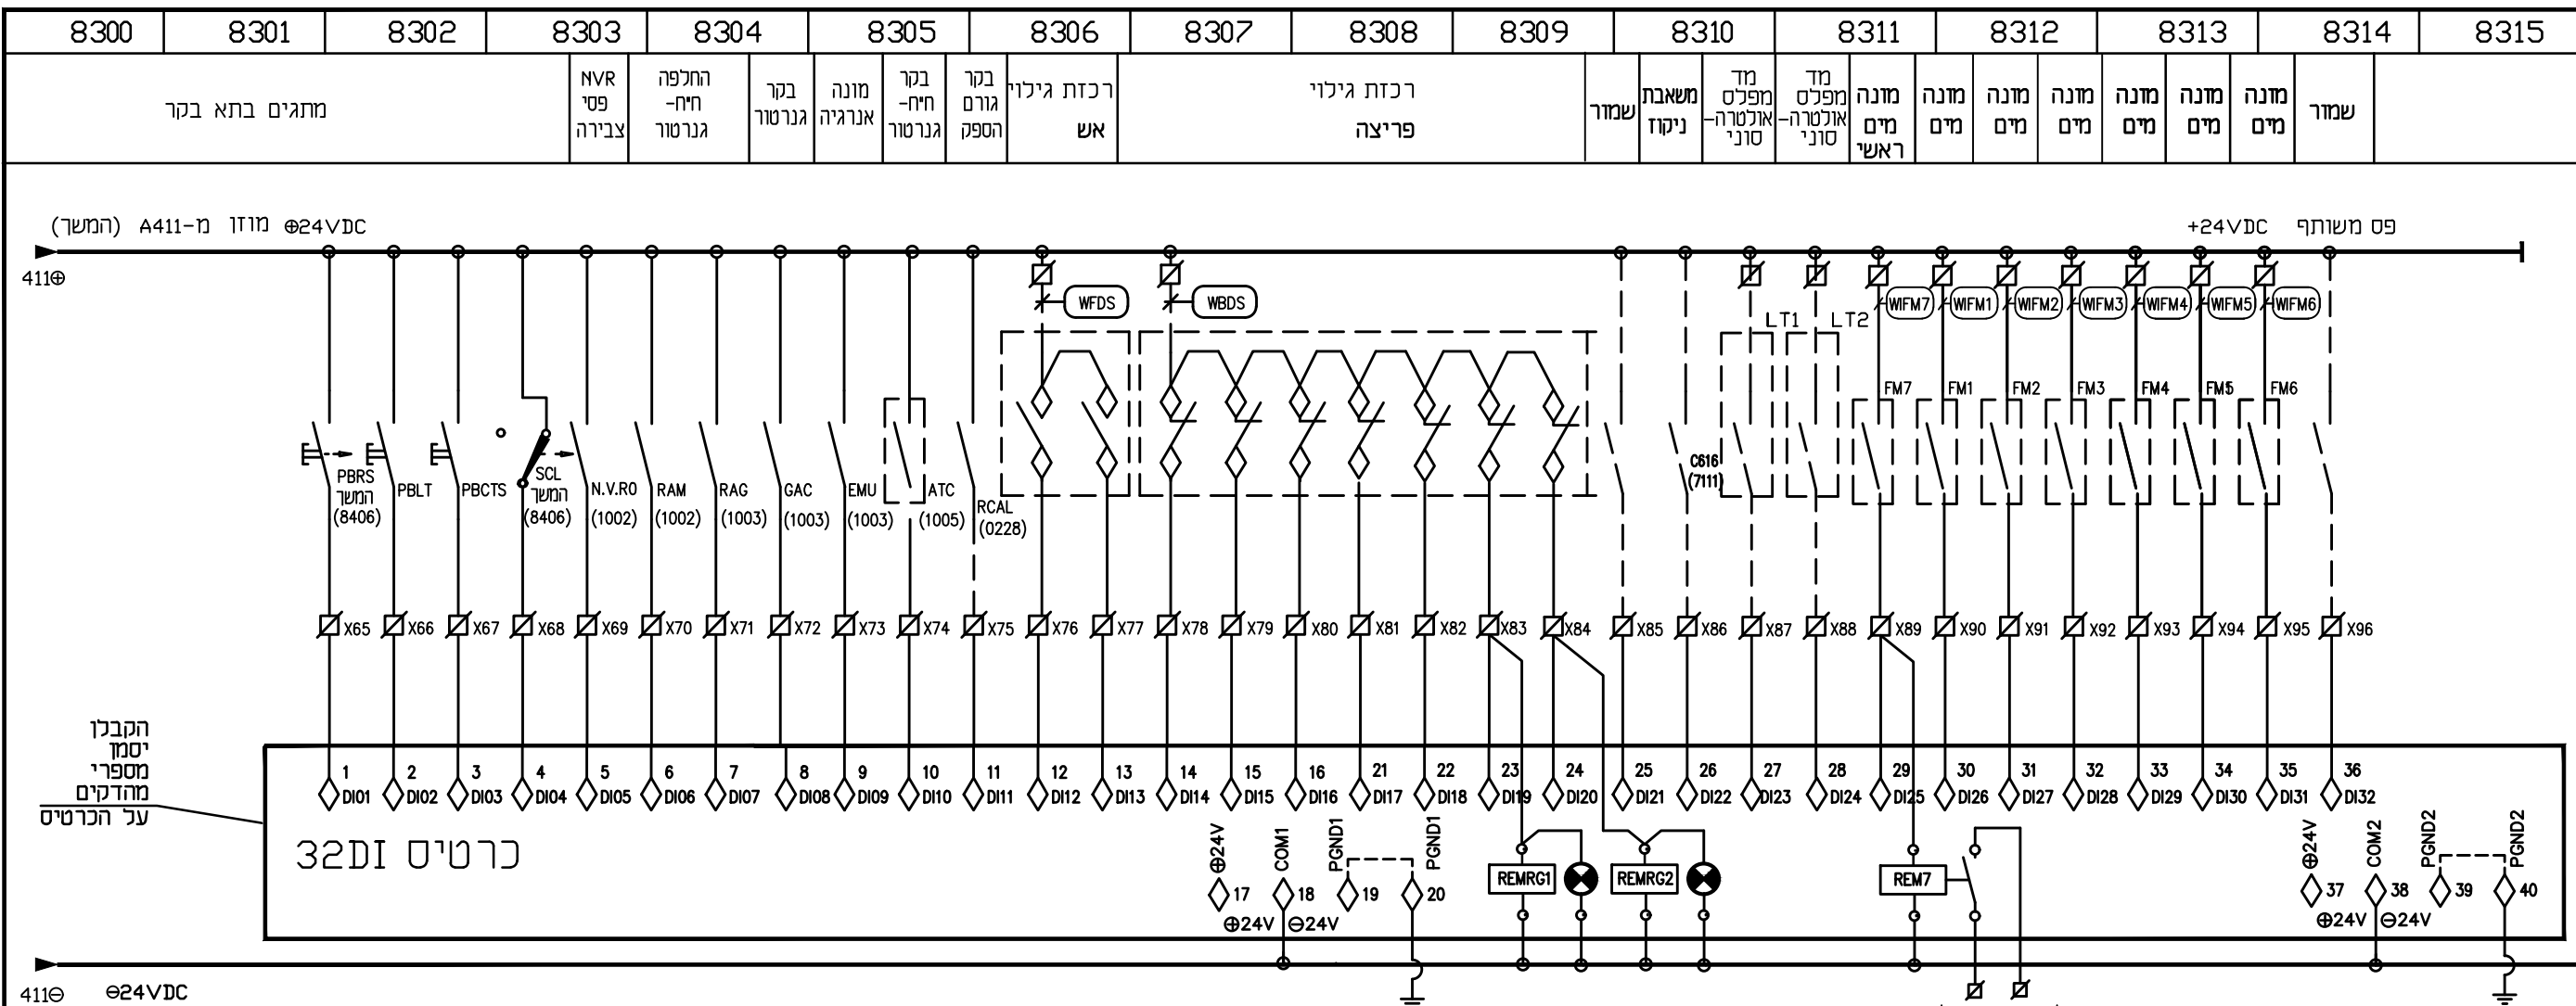 8300 8301 8302 8303 8304 8305 8306 8307 8308 8309 8310 8311 8312 8313 8314 8315
מתגים בתא בקר
NVR
פסי
צבירה
החלפה
ח״ח-
גנרטור
בקר
גנרטור
מונה
אנרגיה
בקר
ח״ח-
גנרטור
בקר
גורם
הספק
רכזת גילוי
אש
רכזת גילוי
פריצה
שמור
משאבת
ניקוז
מד
מפלס
אולטרה-
סוני
מד
מפלס
אולטרה-
סוני
מונה
מים
ראשי
מונה
מים
מונה
מים
מונה
מים
מונה
מים
מונה
מים
מונה
מים
שמור
(המשך) A411-מ מוזן ⊕24VDC
+24VDC פס משותף
411⊕
WFDS
WBDS
WIFM7 WIFM1 WIFM2 WIFM3 WIFM4 WIFM5 WIFM6
LT1 LT2
FM7 FM1 FM2 FM3 FM4 FM5 FM6
PBRS
המשך
(8406)
PBLT
PBCTS
SCL
המשך
(8406)
N.V.R0
(1002)
RAM
(1002)
RAG
(1003)
GAC
(1003)
EMU
(1003)
ATC
(1005)
RCAL
(0228)
C616
(7111)
X65 X66 X67 X68 X69 X70 X71 X72 X73 X74 X75 X76 X77 X78 X79 X80 X81 X82 X83 X84 X85 X86 X87 X88 X89 X90 X91 X92 X93 X94 X95 X96
הקבלן
יסמן
מספרי
מהדקים
על הכרטיס
1 2 3 4 5 6 7 8 9 10 11 12 13 14 15 16 21 22 23 24 25 26 27 28 29 30 31 32 33 34 35 36
DI01 DI02 DI03 DI04 DI05 DI06 DI07 DI08 DI09 DI10 DI11 DI12 DI13 DI14 DI15 DI16 DI17 DI18 DI19 DI20 DI21 DI22 DI23 DI24 DI25 DI26 DI27 DI28 DI29 DI30 DI31 DI32
כרטיס 32DI
⊕24V COM1 PGND1 PGND1
17 18 19 20
⊕24V ⊖24V
REMRG1 REMRG2 REM7
⊕24V COM2 PGND2 PGND2
37 38 39 40
⊕24V ⊖24V
411⊖ ⊖24VDC